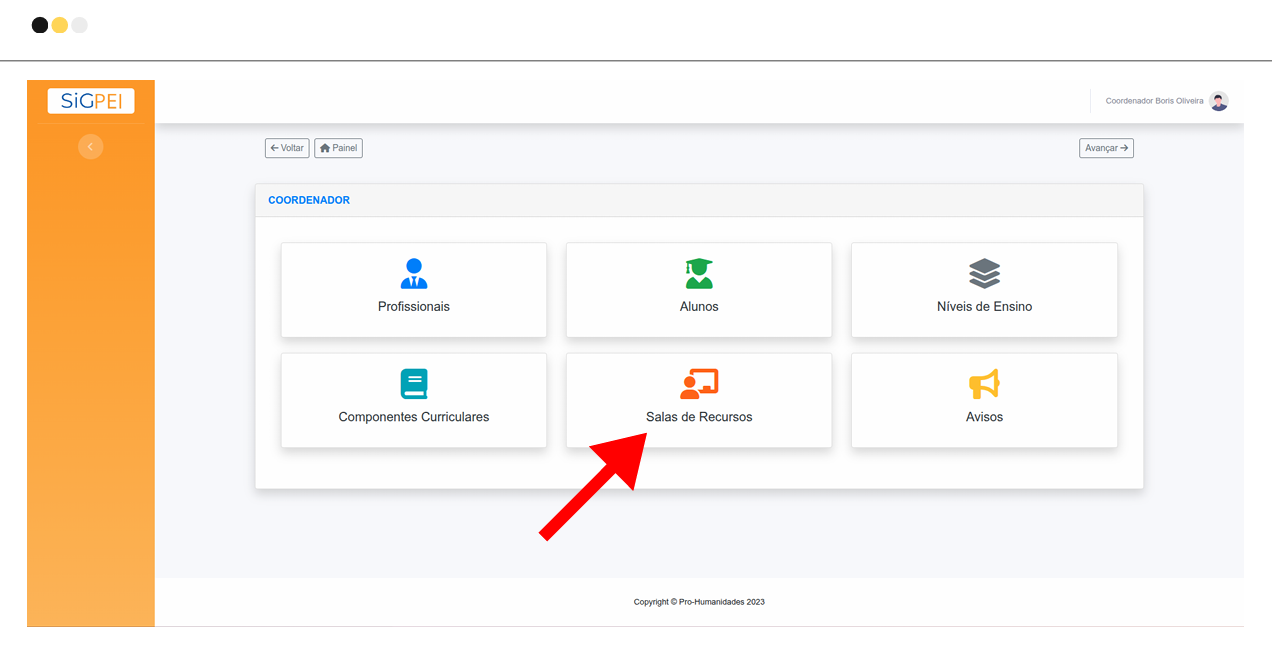 SiGPEI
Coordenador Boris Oliveira
Voltar
Painel
Avançar
COORDENADOR
Profissionais
Alunos
Níveis de Ensino
Componentes Curriculares
Salas de Recursos
Avisos
Copyright © Pro-Humanidades 2023